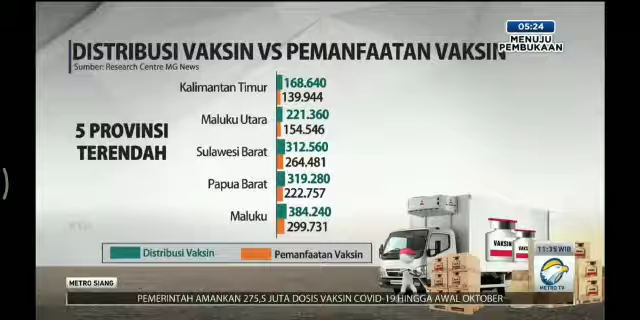 05:24
MENUJU
PEMBUKAAN
DISTRIBUSI VAKSIN VS PEMANFAATAN VAKSIN
Sumber: Research Centre MG News
5 PROVINSI
TERENDAH
Kalimantan Timur
168.640
139.944
Maluku Utara
221.360
154.546
Sulawesi Barat
312.560
264.481
Papua Barat
319.280
222.757
Maluku
384.240
299.731
Distribusi Vaksin
Pemanfaatan Vaksin
VAKSIN
VAKSIN
11:35 WIB
METRO TV
METRO SIANG
PEMERINTAH AMANKAN 275,5 JUTA DOSIS VAKSIN COVID-19 HINGGA AWAL OKTOBER